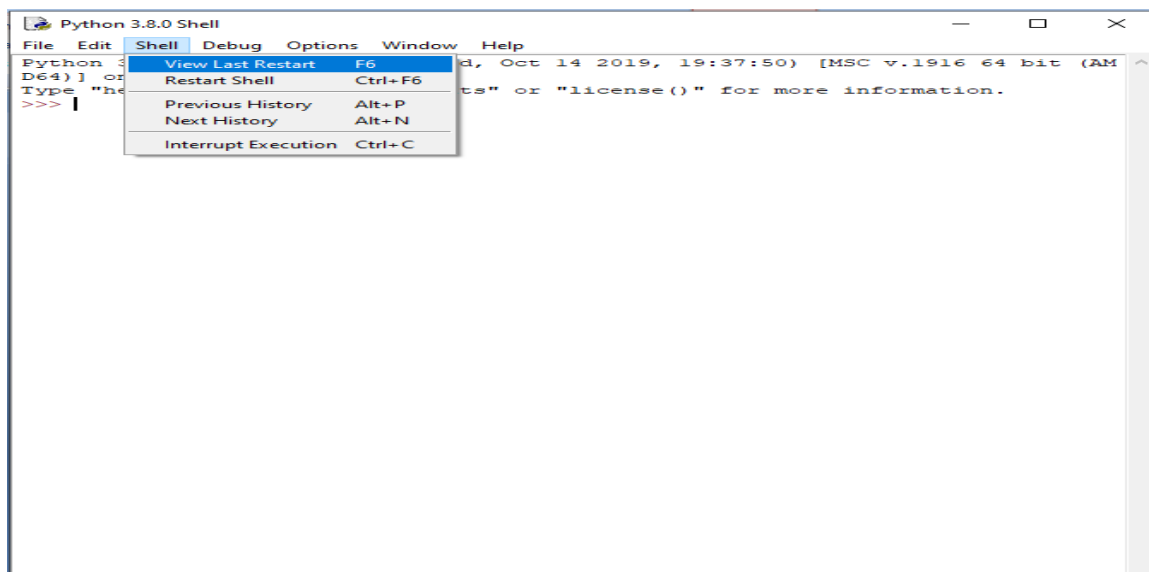 Python 3.8.0 Shell
File Edit Shell Debug Options Window Help
Python d, Oct 14 2019, 19:37:50) [MSC v.1916 64 bit (AM
D64)] or
Type "he ts" or "license()" for more information.
>>>
View Last Restart F6
Restart Shell Ctrl+F6
Previous History Alt+P
Next History Alt+N
Interrupt Execution Ctrl+C